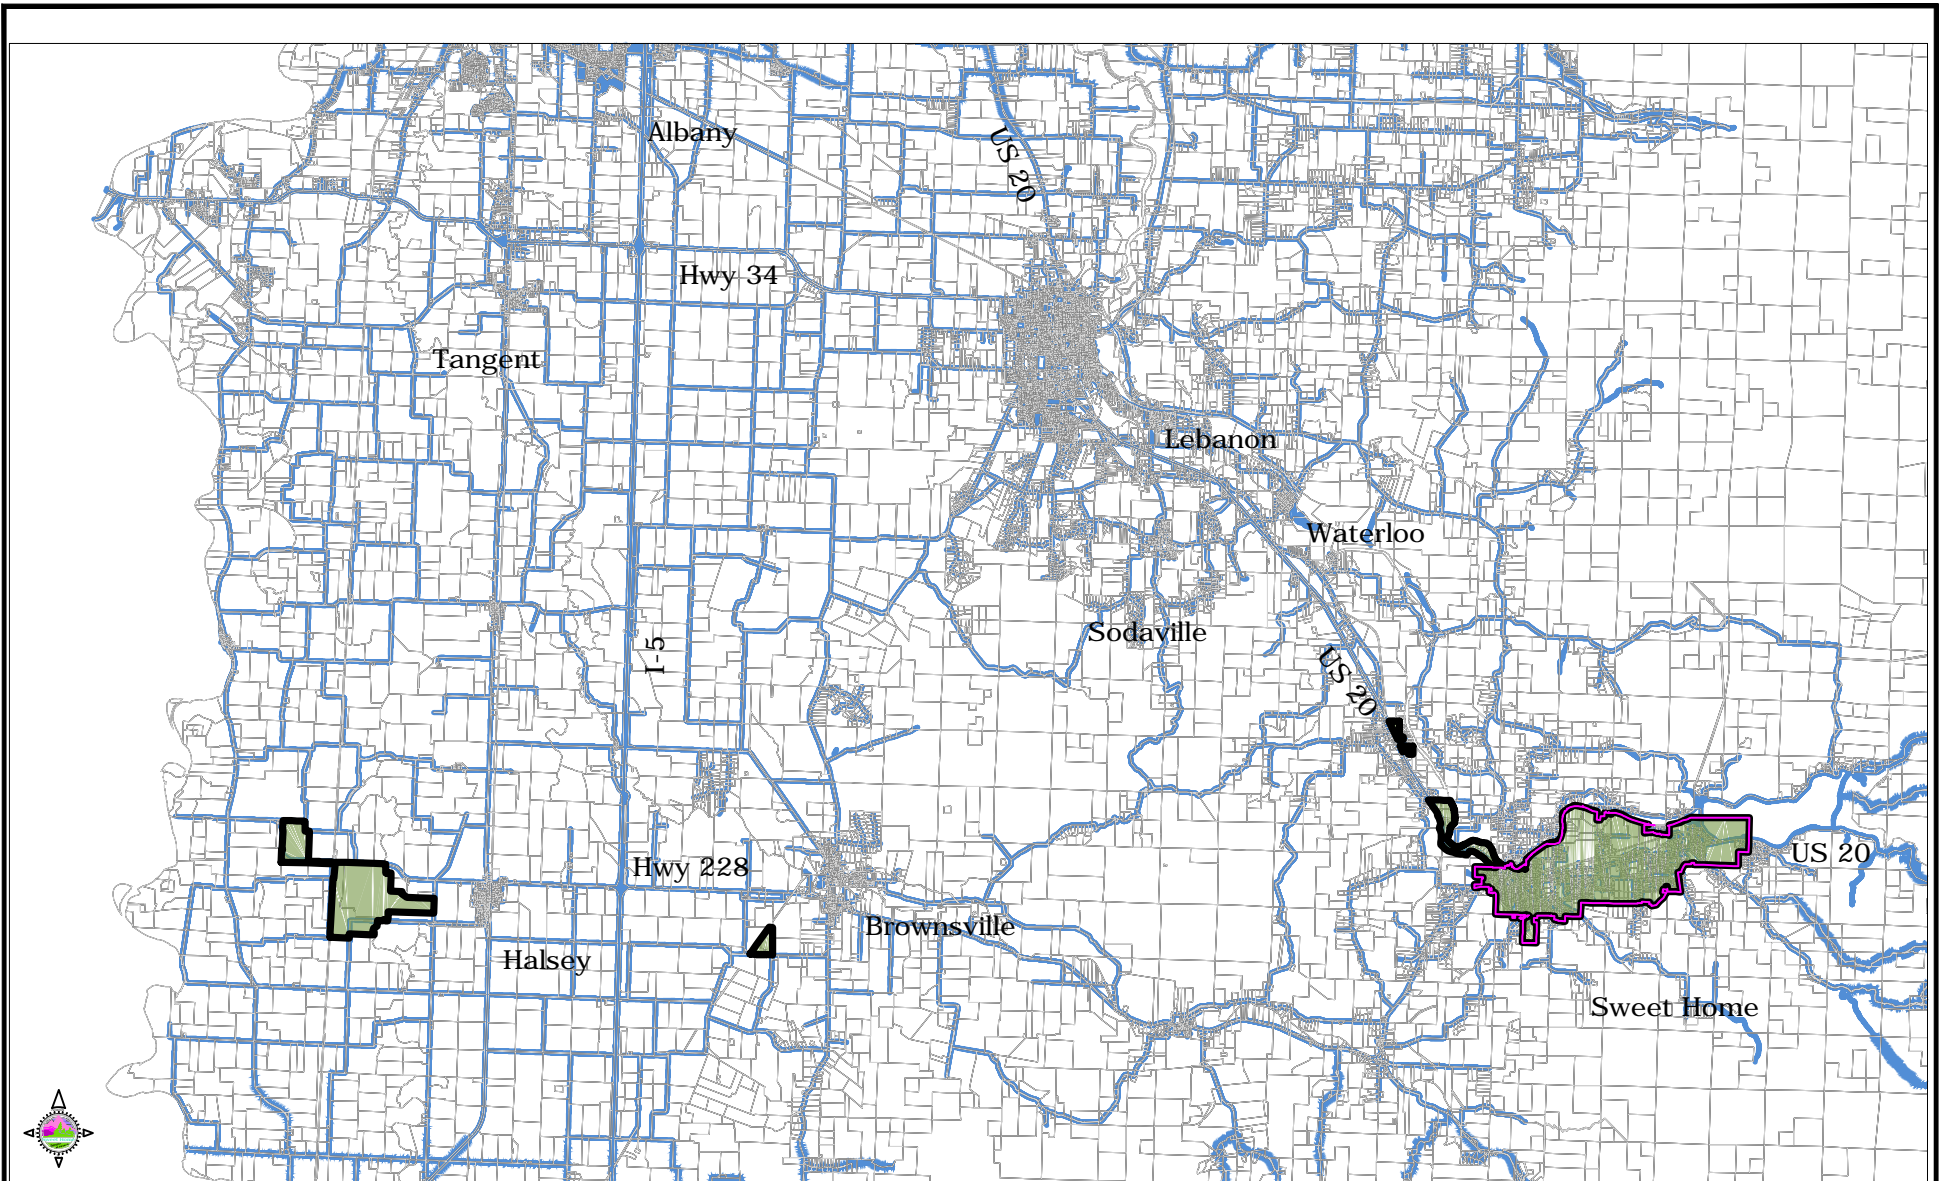 Albany
US 20
Hwy 34
Tangent
Lebanon
Waterloo
Sodaville
I-5
US 20
Hwy 228
US 20
Brownsville
Halsey
Sweet Home